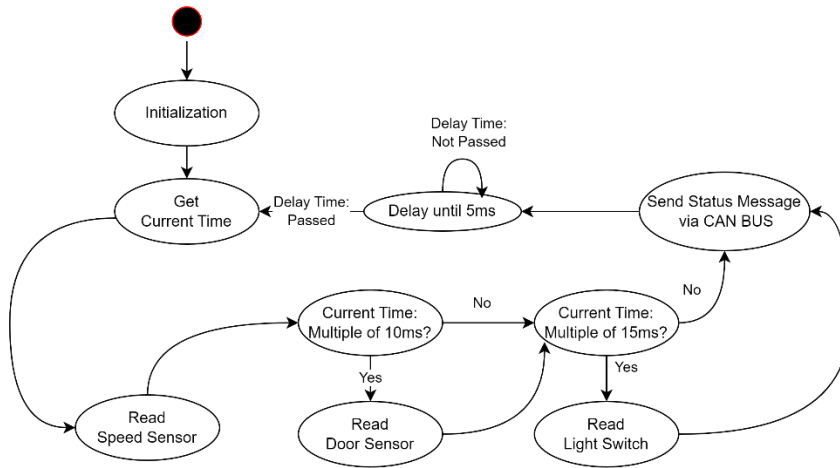 Initialization
Delay Time:
Not Passed
Get
Current Time
Delay Time:
Passed
Delay until 5ms
Send Status Message
via CAN BUS
Current Time:
Multiple of 10ms?
No
Current Time:
Multiple of 15ms?
No
Yes
Yes
Read
Speed Sensor
Read
Door Sensor
Read
Light Switch